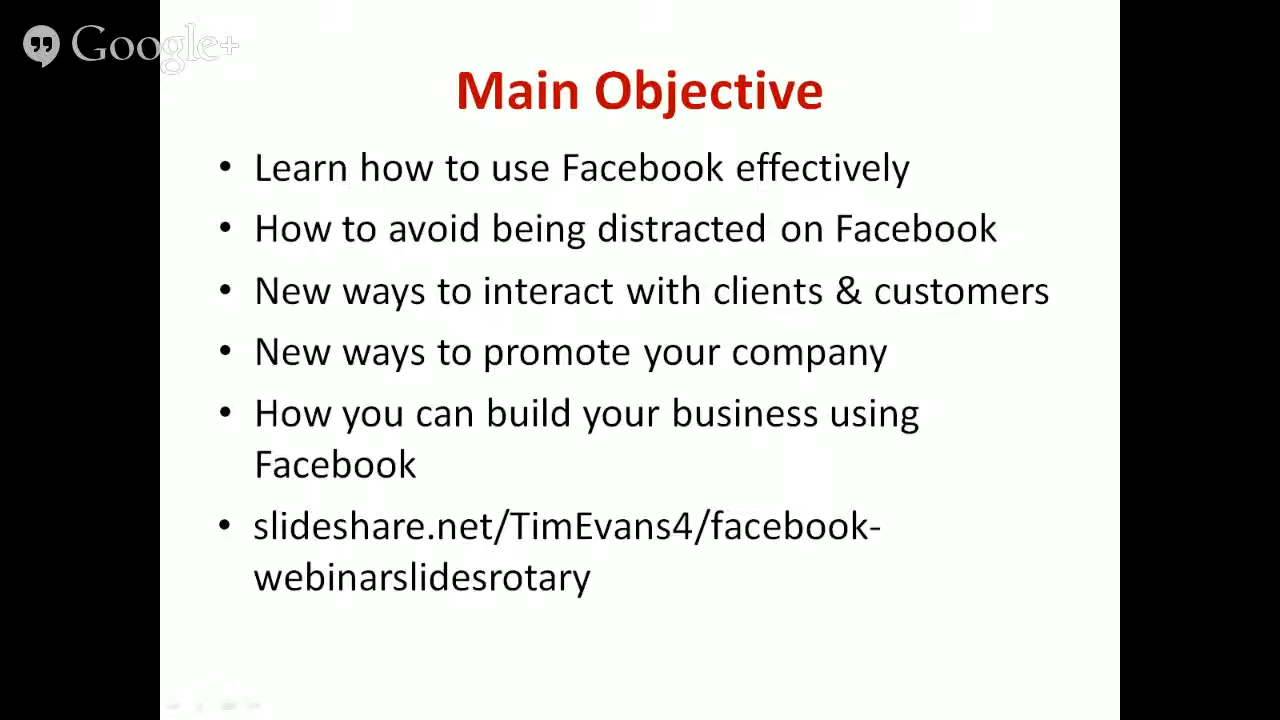 Google+
Main Objective
• Learn how to use Facebook effectively
• How to avoid being distracted on Facebook
• New ways to interact with clients & customers
• New ways to promote your company
• How you can build your business using
Facebook
• slideshare.net/TimEvans4/facebook-
webinarslidesrotary